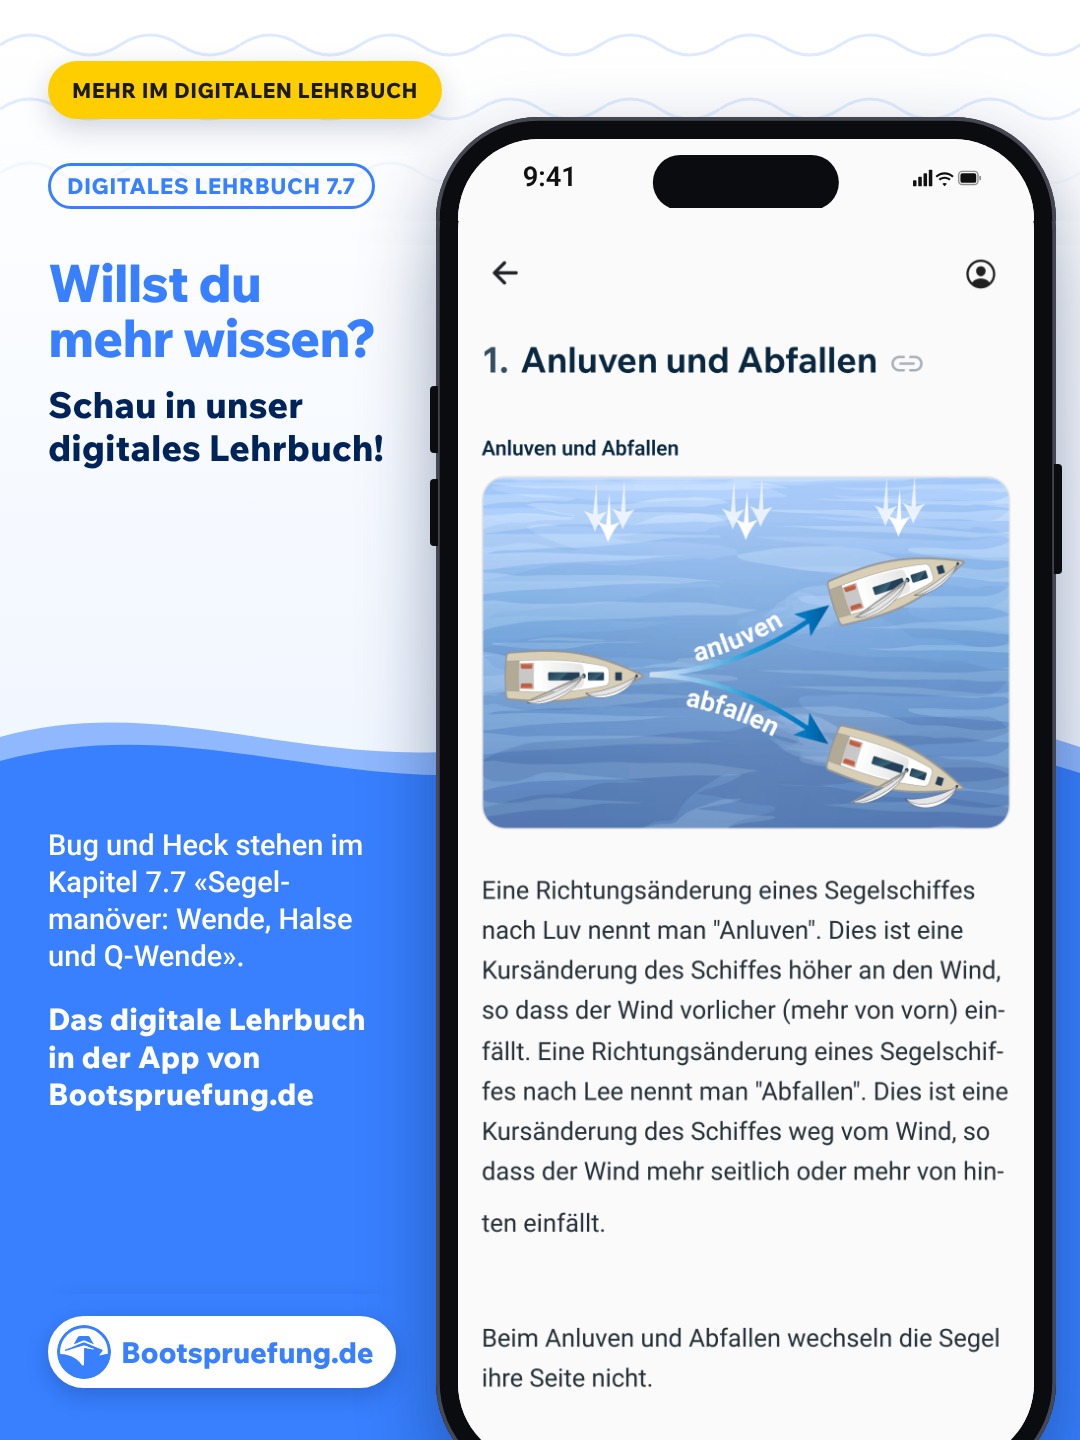 MEHR IM DIGITALEN LEHRBUCH
DIGITALES LEHRBUCH 7.7
Willst du
mehr wissen?
Schau in unser
digitales Lehrbuch!
Bug und Heck stehen im
Kapitel 7.7 «Segel-
manöver: Wende, Halse
und Q-Wende».
Das digitale Lehrbuch
in der App von
Bootspruefung.de
Bootspruefung.de
9:41
1. Anluven und Abfallen
Anluven und Abfallen
anluven
abfallen
Eine Richtungsänderung eines Segelschiffes
nach Luv nennt man "Anluven". Dies ist eine
Kursänderung des Schiffes höher an den Wind,
so dass der Wind vorlicher (mehr von vorn) ein-
fällt. Eine Richtungsänderung eines Segelschif-
fes nach Lee nennt man "Abfallen". Dies ist eine
Kursänderung des Schiffes weg vom Wind, so
dass der Wind mehr seitlich oder mehr von hin-
ten einfällt.
Beim Anluven und Abfallen wechseln die Segel
ihre Seite nicht.